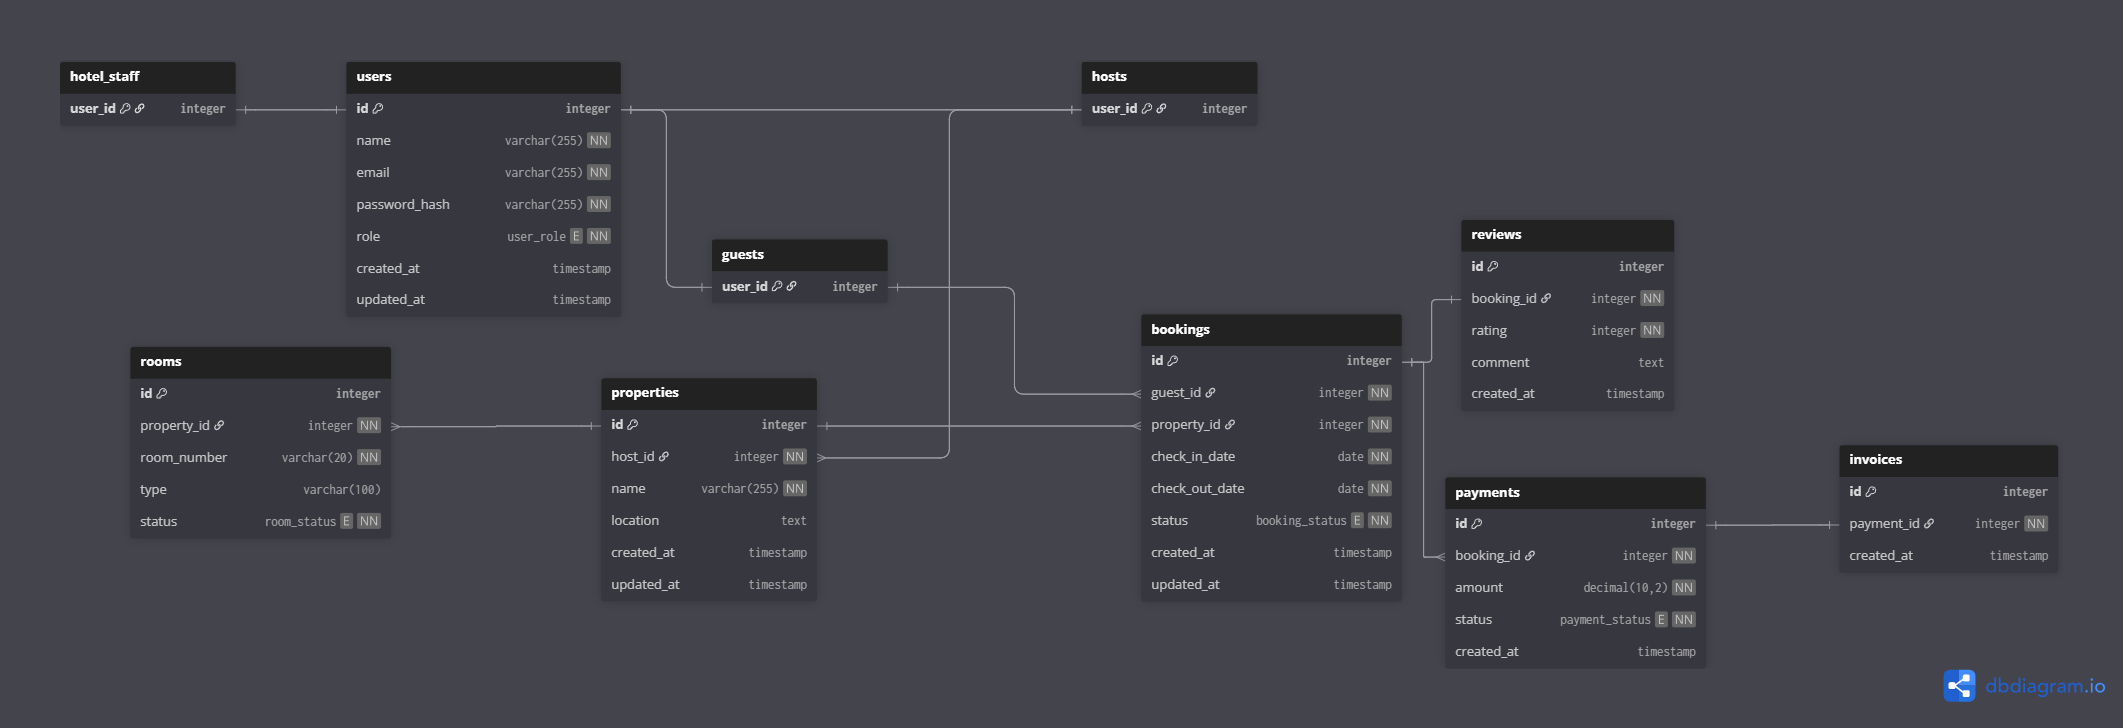 hotel_staff
user_id integer
users
id integer
name varchar(255) NN
email varchar(255) NN
password_hash varchar(255) NN
role user_role E NN
created_at timestamp
updated_at timestamp
hosts
user_id integer
guests
user_id integer
reviews
id integer
booking_id integer NN
rating integer NN
comment text
created_at timestamp
rooms
id integer
property_id integer NN
room_number varchar(20) NN
type varchar(100)
status room_status E NN
properties
id integer
host_id integer NN
name varchar(255) NN
location text
created_at timestamp
updated_at timestamp
bookings
id integer
guest_id integer NN
property_id integer NN
check_in_date date NN
check_out_date date NN
status booking_status E NN
created_at timestamp
updated_at timestamp
payments
id integer
booking_id integer NN
amount decimal(10,2) NN
status payment_status E NN
created_at timestamp
invoices
id integer
payment_id integer NN
created_at timestamp
dbdiagram.io